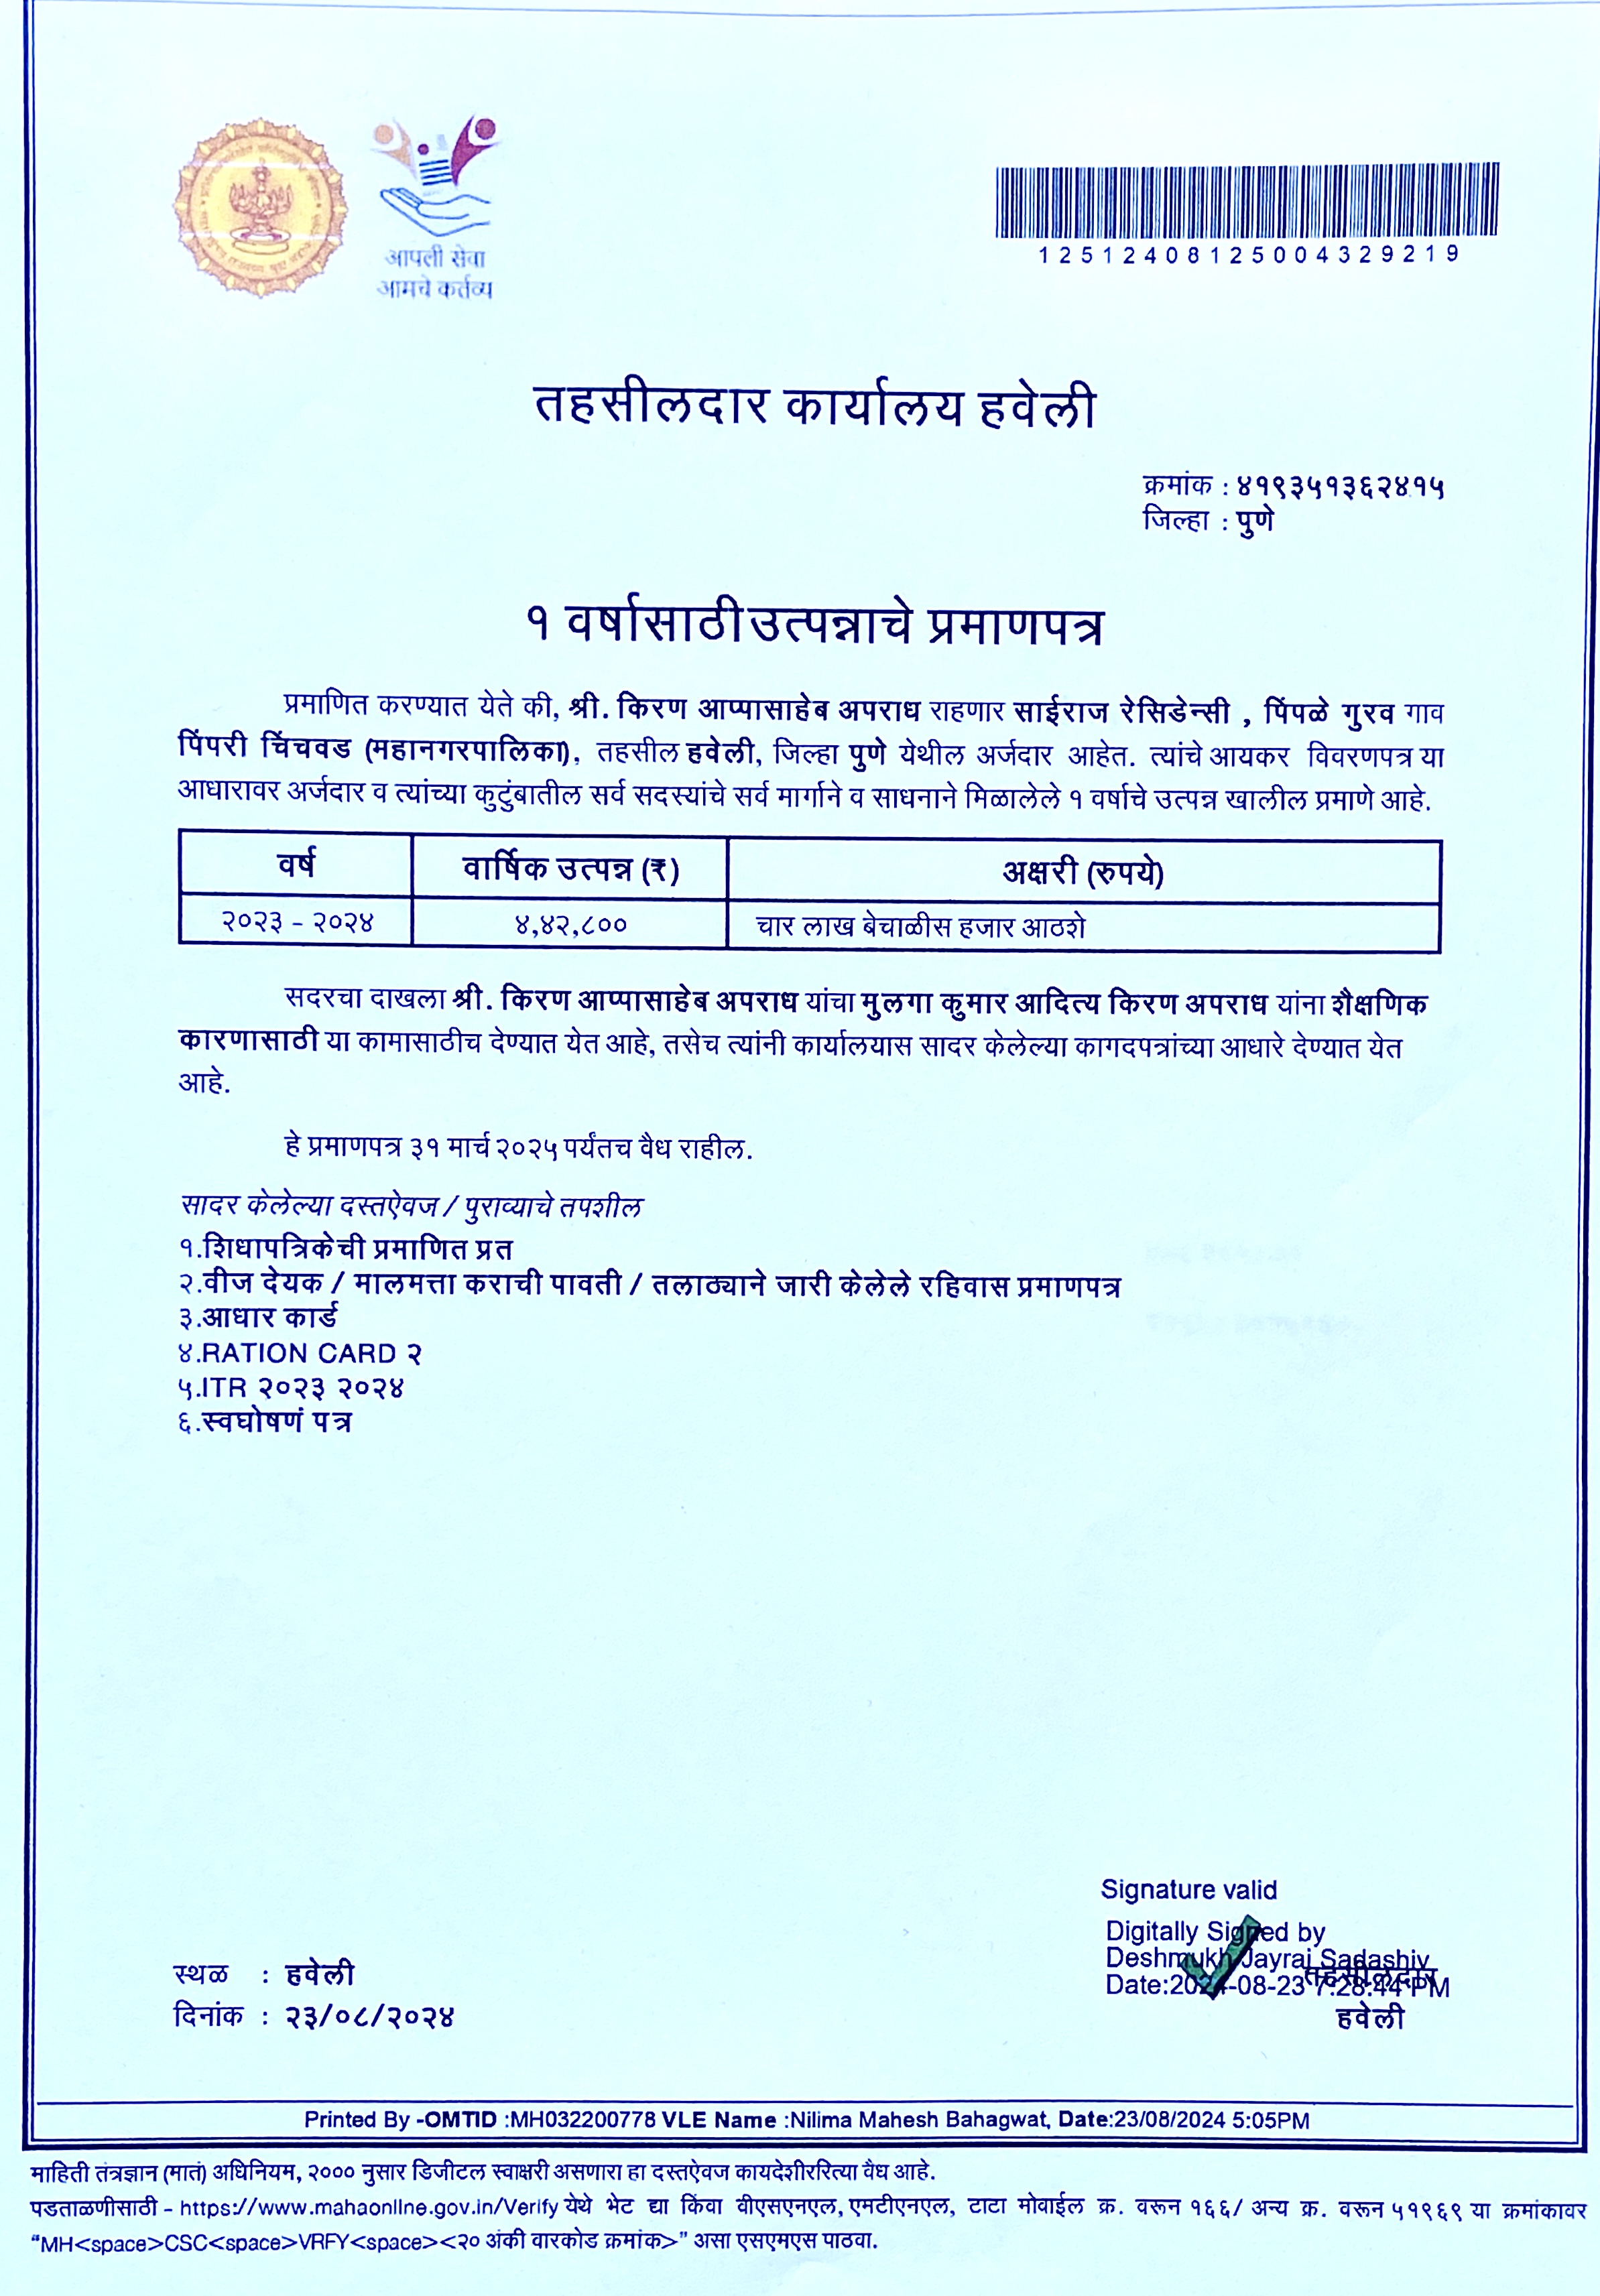 आपली सेवा
आमचे कर्तव्य
12512408125004329219
तहसीलदार कार्यालय हवेली
क्रमांक : ४१९३५१३६२४१५
जिल्हा : पुणे
१ वर्षासाठी उत्पन्नाचे प्रमाणपत्र
प्रमाणित करण्यात येते की, श्री. किरण आप्पासाहेब अपराध राहणार साईराज रेसिडेन्सी , पिंपळे गुरव गाव
पिंपरी चिंचवड (महानगरपालिका), तहसील हवेली, जिल्हा पुणे येथील अर्जदार आहेत. त्यांचे आयकर विवरणपत्र या
आधारावर अर्जदार व त्यांच्या कुटुंबातील सर्व सदस्यांचे सर्व मार्गाने व साधनाने मिळालेले १ वर्षाचे उत्पन्न खालील प्रमाणे आहे.
वर्ष वार्षिक उत्पन्न (₹) अक्षरी (रुपये)
२०२३ - २०२४ ४,४२,८०० चार लाख बेचाळीस हजार आठशे
सदरचा दाखला श्री. किरण आप्पासाहेब अपराध यांचा मुलगा कुमार आदित्य किरण अपराध यांना शैक्षणिक
कारणासाठी या कामासाठीच देण्यात येत आहे, तसेच त्यांनी कार्यालयास सादर केलेल्या कागदपत्रांच्या आधारे देण्यात येत
आहे.
हे प्रमाणपत्र ३१ मार्च २०२५ पर्यंतच वैध राहील.
सादर केलेल्या दस्तऐवज / पुराव्याचे तपशील
१.शिधापत्रिकेची प्रमाणित प्रत
२.वीज देयक / मालमत्ता कराची पावती / तलाठ्याने जारी केलेले रहिवास प्रमाणपत्र
३.आधार कार्ड
४.RATION CARD २
५.ITR २०२३ २०२४
६.स्वघोषणं पत्र
Signature valid
Digitally Signed by
Deshmukh Jayraj Sadashiv
Date:2024-08-23 7:28:44 PM
तहसीलदार
हवेली
स्थळ : हवेली
दिनांक : २३/०८/२०२४
Printed By -OMTID :MH032200778 VLE Name :Nilima Mahesh Bahagwat, Date:23/08/2024 5:05PM
माहिती तंत्रज्ञान (मातं) अधिनियम, २००० नुसार डिजीटल स्वाक्षरी असणारा हा दस्तऐवज कायदेशीररित्या वैध आहे.
पडताळणीसाठी - https://www.mahaonline.gov.in/Verify येथे भेट द्या किंवा बीएसएनएल, एमटीएनएल, टाटा मोबाईल क्र. वरून १६६/ अन्य क्र. वरून ५१९६९ या क्रमांकावर
"MH<space>CSC<space>VRFY<space><२० अंकी बारकोड क्रमांक>" असा एसएमएस पाठवा.